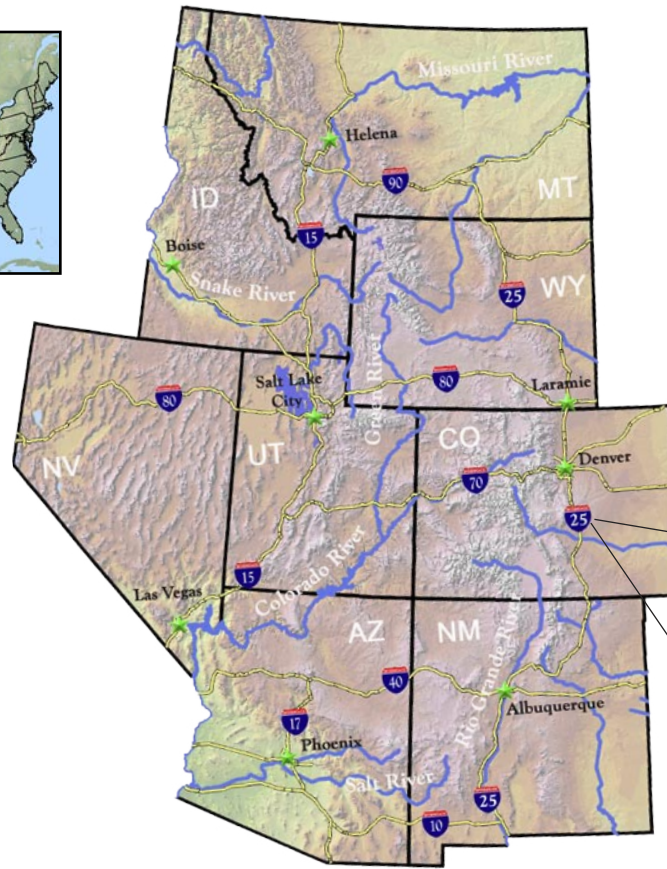 Missouri River
Helena
90
MT
ID
15
Boise
Snake River
25
WY
Green River
Salt Lake
City
80
80
Laramie
UT
CO
NV
70
Denver
25
15
Colorado River
Las Vegas
AZ
NM
Rio Grande River
40
Albuquerque
17
Phoenix
Salt River
25
10